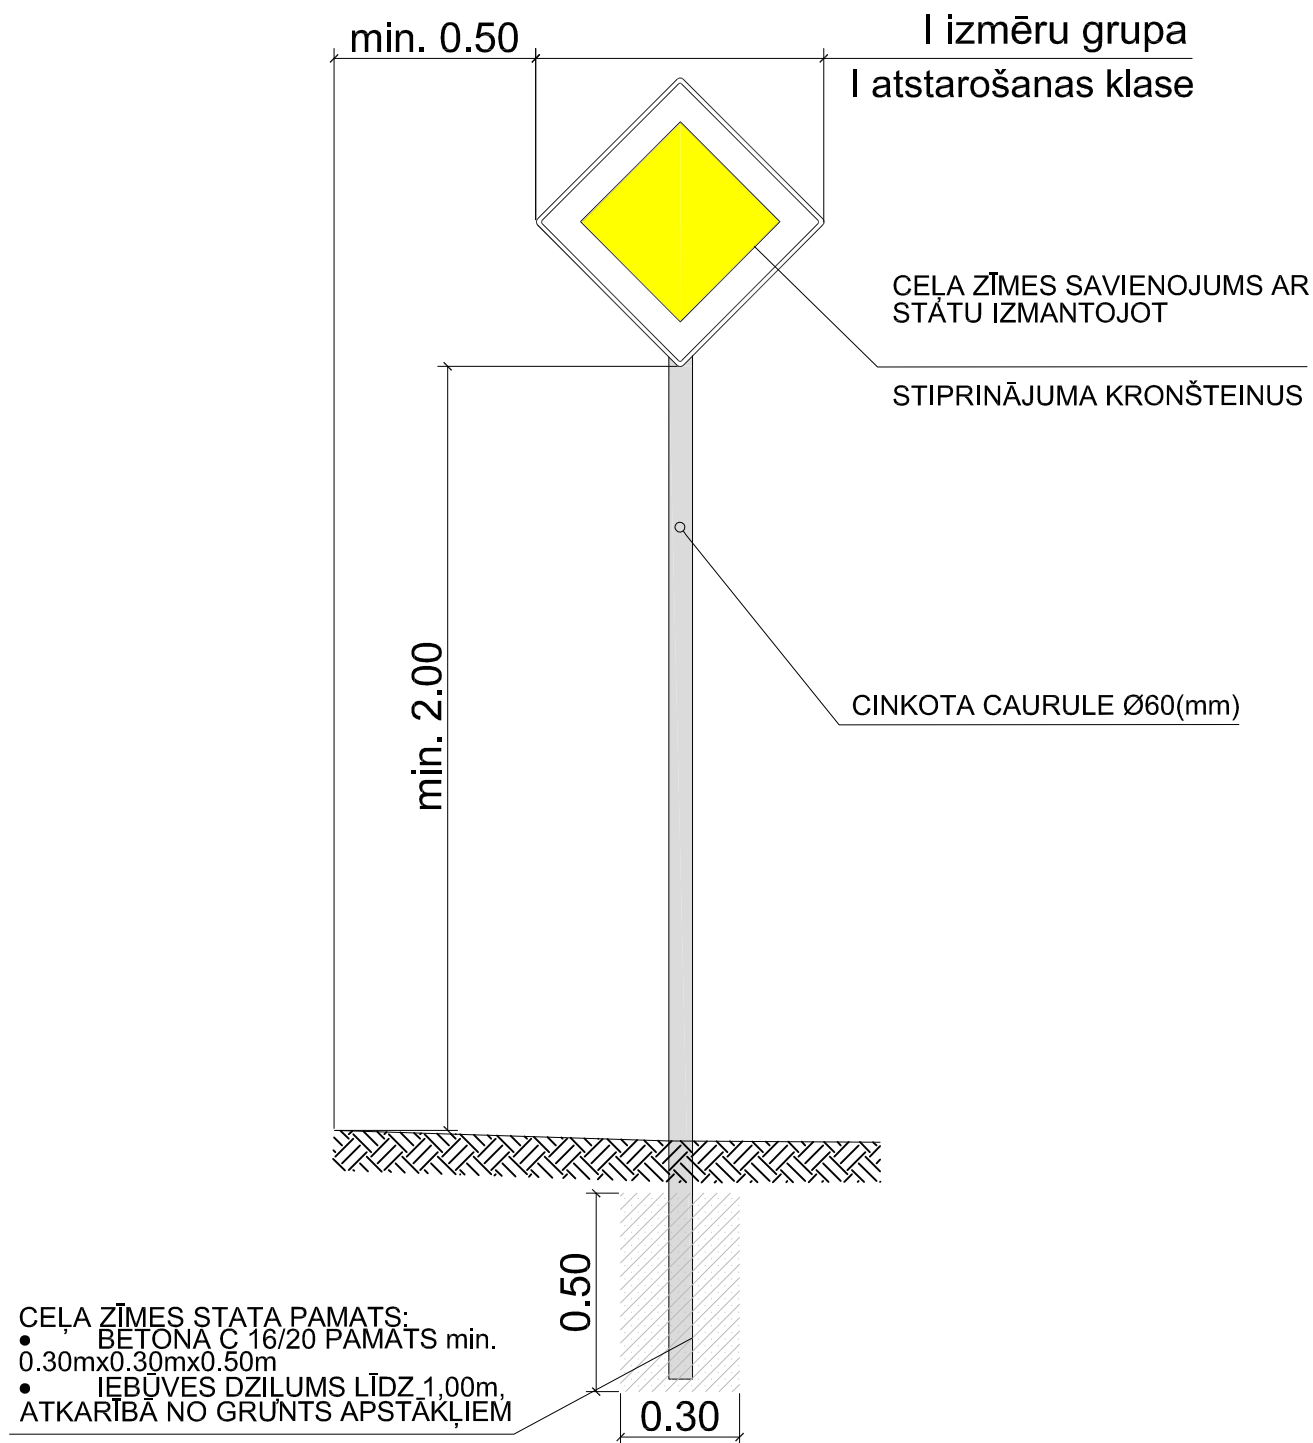 min. 0.50
I izmēru grupa
I atstarošanas klase
CEĻA ZĪMES SAVIENOJUMS AR
STATU IZMANTOJOT
STIPRINĀJUMA KRONŠTEINUS
min. 2.00
CINKOTA CAURULE Ø60(mm)
0.50
CEĻA ZĪMES STATA PAMATS:
• BETONA C 16/20 PAMATS min.
0.30mx0.30mx0.50m
• IEBŪVES DZIĻUMS LĪDZ 1,00m,
ATKARĪBĀ NO GRUNTS APSTĀKĻIEM
0.30